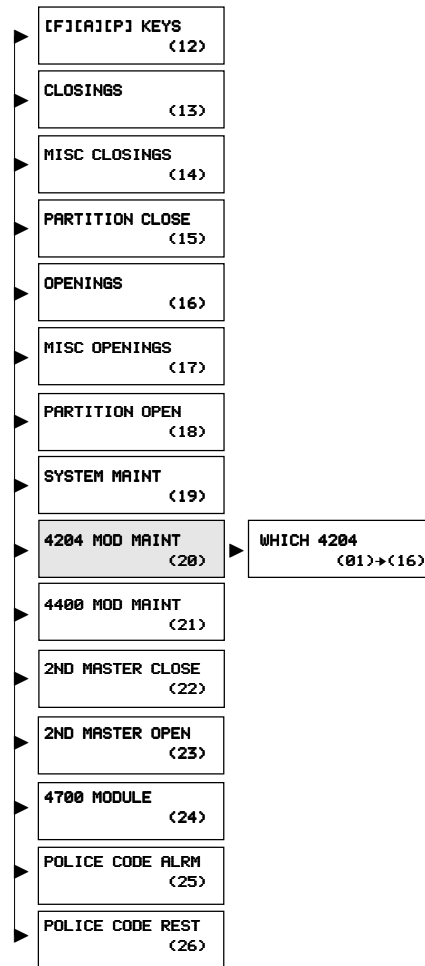 [F][A][P] KEYS
(12)
CLOSINGS
(13)
MISC CLOSINGS
(14)
PARTITION CLOSE
(15)
OPENINGS
(16)
MISC OPENINGS
(17)
PARTITION OPEN
(18)
SYSTEM MAINT
(19)
4204 MOD MAINT
(20)
WHICH 4204
(01)→(16)
4400 MOD MAINT
(21)
2ND MASTER CLOSE
(22)
2ND MASTER OPEN
(23)
4700 MODULE
(24)
POLICE CODE ALRM
(25)
POLICE CODE REST
(26)